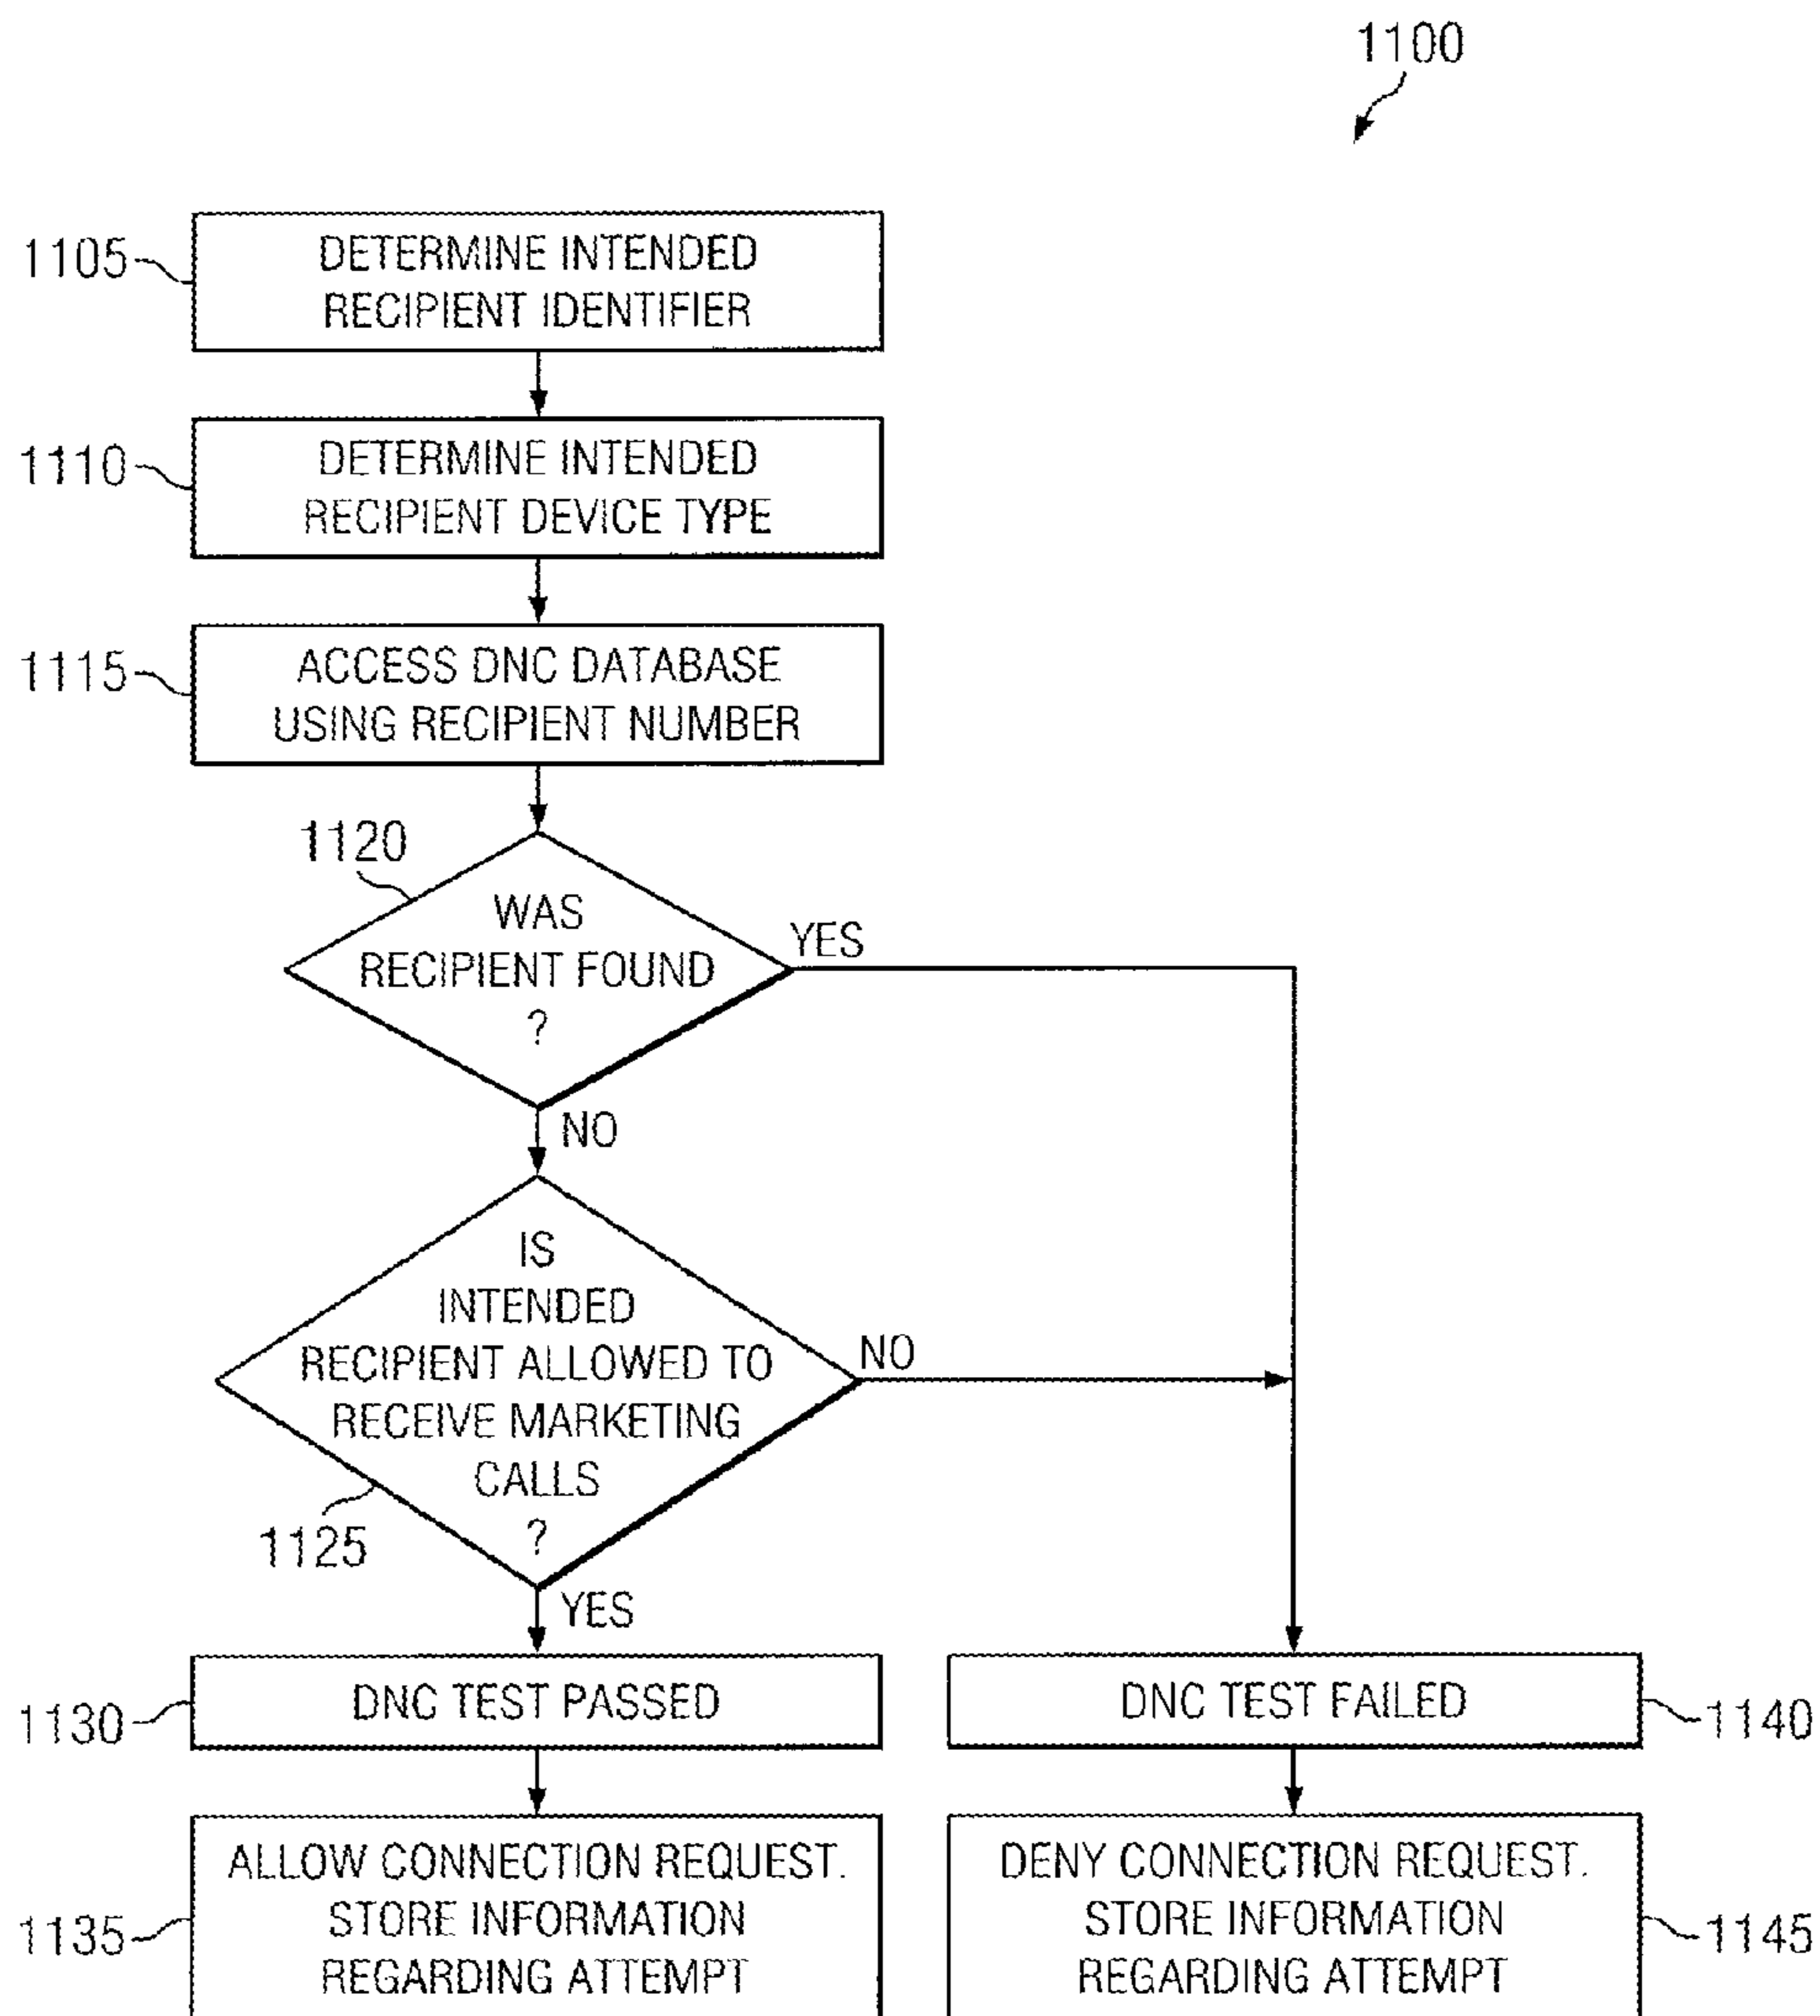 1100
1105
DETERMINE INTENDED
RECIPIENT IDENTIFIER
1110
DETERMINE INTENDED
RECIPIENT DEVICE TYPE
1115
ACCESS DNC DATABASE
USING RECIPIENT NUMBER
1120
WAS
RECIPIENT FOUND
?
YES
NO
IS
INTENDED
RECIPIENT ALLOWED TO
RECEIVE MARKETING
CALLS
?
NO
1125
YES
1130
DNC TEST PASSED
DNC TEST FAILED
1140
1135
ALLOW CONNECTION REQUEST.
STORE INFORMATION
REGARDING ATTEMPT
DENY CONNECTION REQUEST.
STORE INFORMATION
REGARDING ATTEMPT
1145